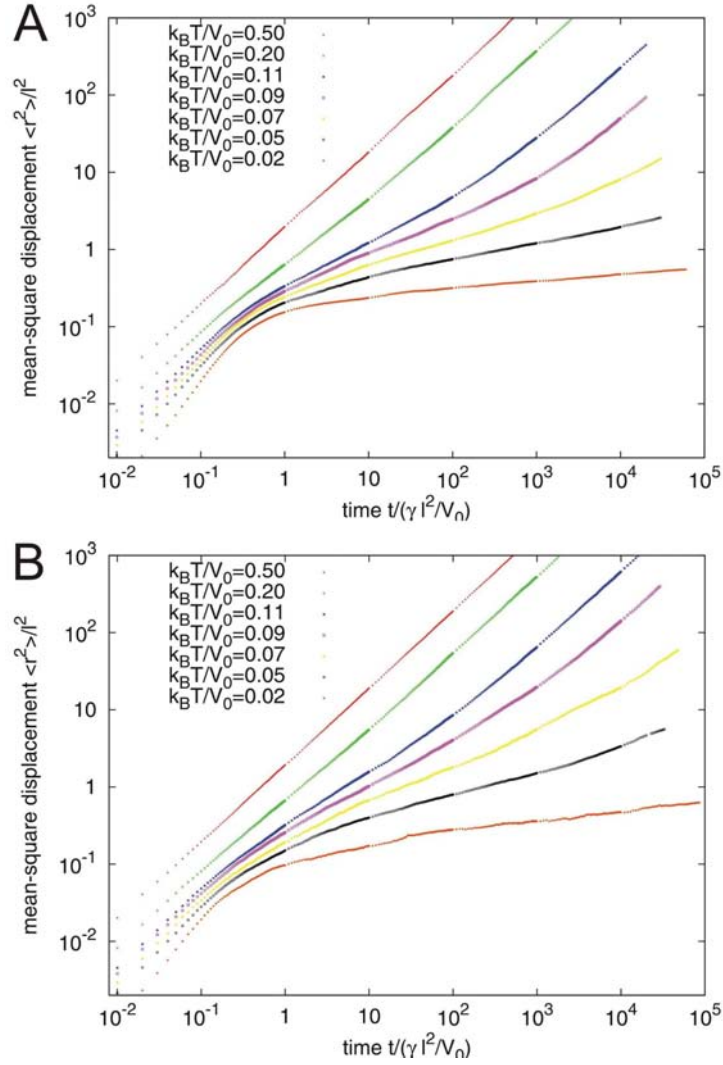 A
k_BT/V_0=0.50
k_BT/V_0=0.20
k_BT/V_0=0.11
k_BT/V_0=0.09
k_BT/V_0=0.07
k_BT/V_0=0.05
k_BT/V_0=0.02
10^3
10^2
10
1
10^-1
10^-2
mean-square displacement <r^2>/l^2
10^-2 10^-1 1 10 10^2 10^3 10^4 10^5
time t/(γ l^2/V_0)
B
k_BT/V_0=0.50
k_BT/V_0=0.20
k_BT/V_0=0.11
k_BT/V_0=0.09
k_BT/V_0=0.07
k_BT/V_0=0.05
k_BT/V_0=0.02
10^3
10^2
10
1
10^-1
10^-2
mean-square displacement <r^2>/l^2
10^-2 10^-1 1 10 10^2 10^3 10^4 10^5
time t/(γ l^2/V_0)